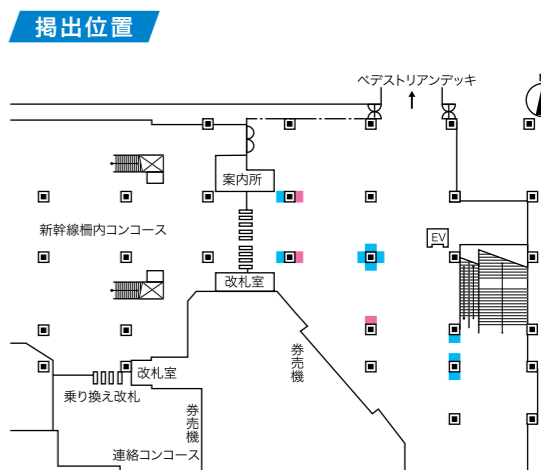 掲出位置
ペデストリアンデッキ
案内所
新幹線柵内コンコース
EV
改札室
券売機
改札室
乗り換え改札
券売機
連絡コンコース